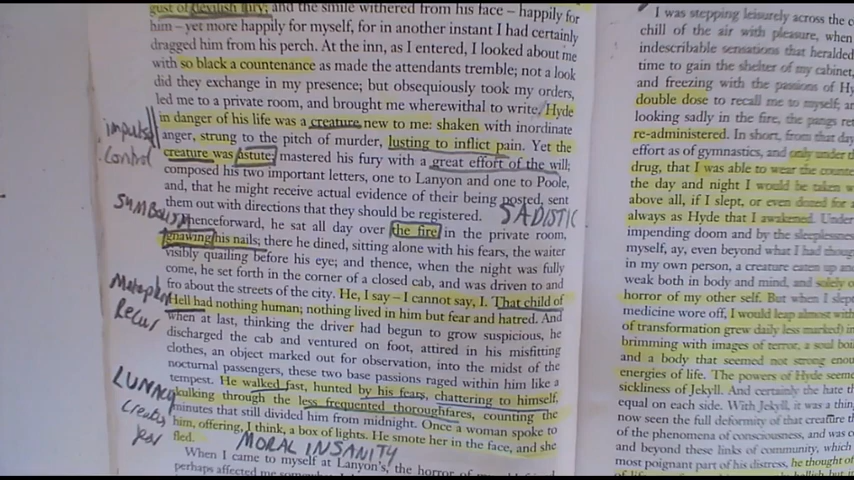 gust of devilish fury; and the smile withered from his face – happily for
him – yet more happily for myself, for in another instant I had certainly
dragged him from his perch. At the inn, as I entered, I looked about me
with so black a countenance as made the attendants tremble; not a look
did they exchange in my presence; but obsequiously took my orders,
led me to a private room, and brought me wherewithal to write. Hyde
in danger of his life was a creature new to me: shaken with inordinate
anger, strung to the pitch of murder, lusting to inflict pain. Yet the
creature was astute; mastered his fury with a great effort of the will;
composed his two important letters, one to Lanyon and one to Poole,
and, that he might receive actual evidence of their being posted, sent
them out with directions that they should be registered.
Thenceforward, he sat all day over the fire in the private room,
gnawing his nails; there he dined, sitting alone with his fears, the waiter
visibly quailing before his eye; and thence, when the night was fully
come, he set forth in the corner of a closed cab, and was driven to and
fro about the streets of the city. He, I say – I cannot say, I. That child of
Hell had nothing human; nothing lived in him but fear and hatred. And
when at last, thinking the driver had begun to grow suspicious, he
discharged the cab and ventured on foot, attired in his misfitting
clothes, an object marked out for observation, into the midst of the
nocturnal passengers, these two base passions raged within him like a
tempest. He walked fast, hunted by his fears, chattering to himself,
skulking through the less frequented thoroughfares, counting the
minutes that still divided him from midnight. Once a woman spoke to
him, offering, I think, a box of lights. He smote her in the face, and she
fled.
When I came to myself at Lanyon's, the horror of my
perhaps affected me
impulse
control
SYMBOLISM
SADISTIC
Metaphor
Recur
LUNACY
creates
fear
MORAL INSANITY
I was stepping leisurely across the
chill of the air with pleasure, when
indescribable sensations that heralded
time to gain the shelter of my cabinet,
and freezing with the passions of Hy
double dose to recall me to myself; a
looking sadly in the fire, the pangs re
re-administered. In short, from that day
effort as of gymnastics, and only under
drug, that I was able to wear the counte
the day and night I would be taken w
above all, if I slept, or even dozed for a
always as Hyde that I awakened. Under
impending doom and by the sleeplessn
myself, ay, even beyond what I had thou
in my own person, a creature eaten up an
weak both in body and mind, and solely o
horror of my other self. But when I slept
medicine wore off, I would leap almost with
of transformation grew daily less marked) in
brimming with images of terror, a soul boi
and a body that seemed not strong enou
energies of life. The powers of Hyde seeme
sickliness of Jekyll. And certainly the hate
equal on each side. With Jekyll, it was a thin
now seen the full deformity of that creature
of the phenomena of consciousness, and was c
and beyond these links of community, which
most poignant part of his distress, he thought of